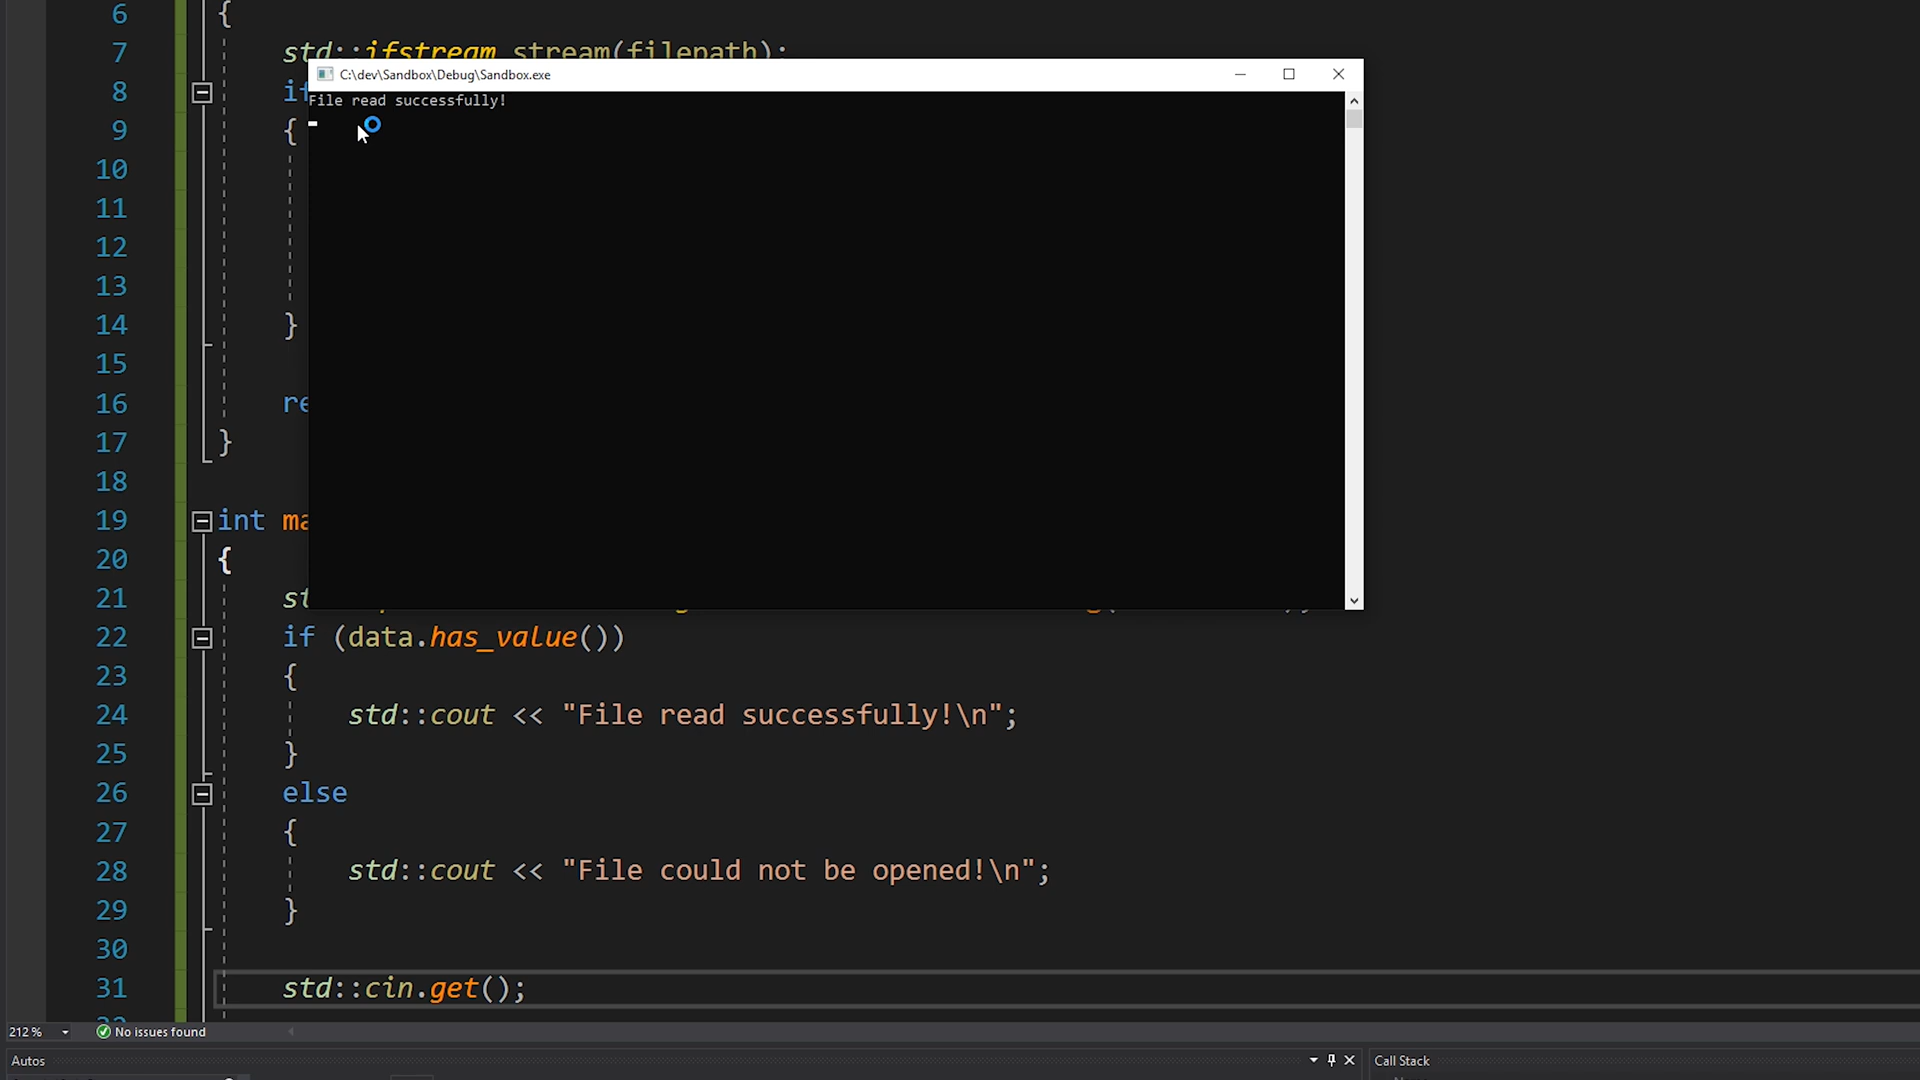 6 {
7 std::ifstream stream(filepath);
C:\dev\Sandbox\Debug\Sandbox.exe
8 if
File read successfully!
9 {
10
11
12
13
14 }
15
16 re
17 }
18
19 int ma
20 {
21 st
22 if (data.has_value())
23 {
24 std::cout << "File read successfully!\n";
25 }
26 else
27 {
28 std::cout << "File could not be opened!\n";
29 }
30
31 std::cin.get();
212 % No issues found
Autos
Call Stack